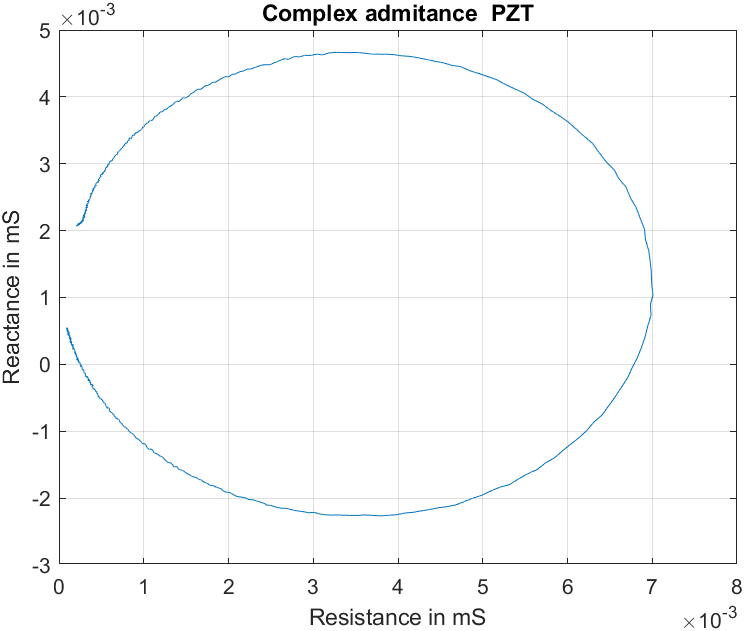 Complex admitance PZT
×10⁻³
5
4
3
2
1
0
-1
-2
-3
Reactance in mS
0 1 2 3 4 5 6 7 8
Resistance in mS
×10⁻³